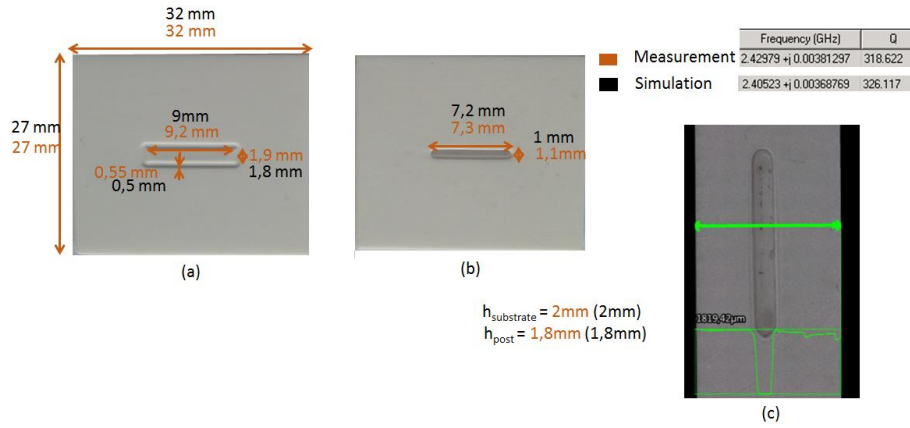 32 mm
32 mm
27 mm
27 mm
9mm
9,2 mm
1,9 mm
1,8 mm
0,55 mm
0,5 mm
(a)
7,2 mm
7,3 mm
1 mm
1,1mm
(b)
Measurement
Simulation
Frequency (GHz) Q
2.42979 +j 0.00381297 318.622
2.40523 +j 0.00368769 326.117
1819,42µm
(c)
hsubstrate = 2mm (2mm)
hpost = 1,8mm (1,8mm)